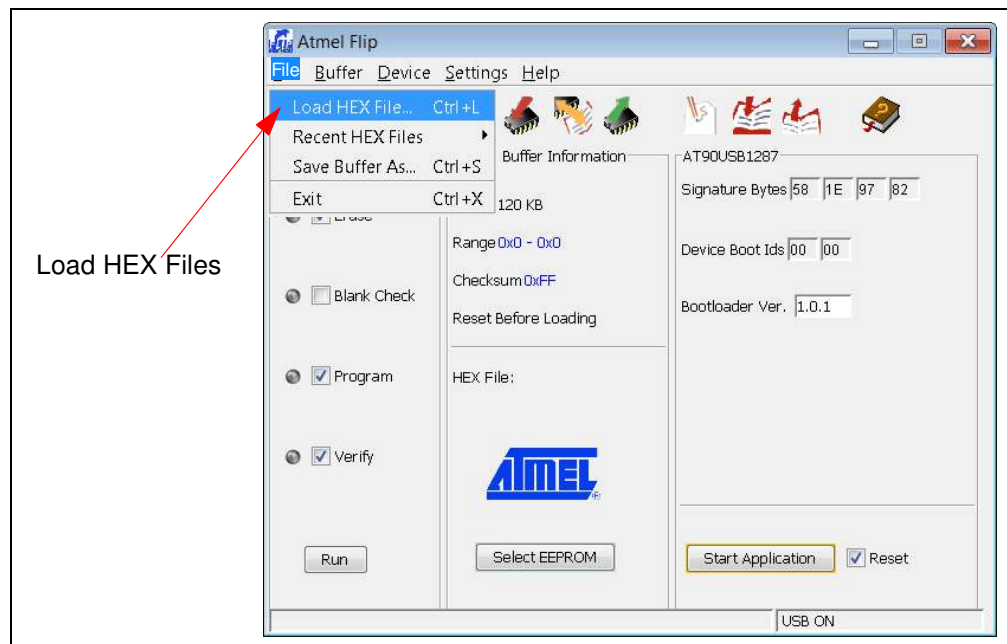 Atmel Flip
File Buffer Device Settings Help
Load HEX File... Ctrl+L
Recent HEX Files
Save Buffer As... Ctrl+S
Exit Ctrl+X
Load HEX Files
Erase
Blank Check
Program
Verify
Run
Buffer Information
120 KB
Range 0x0 - 0x0
Checksum 0xFF
Reset Before Loading
HEX File:
ATMEL
Select EEPROM
AT90USB1287
Signature Bytes 58 1E 97 82
Device Boot Ids 00 00
Bootloader Ver. 1.0.1
Start Application Reset
USB ON